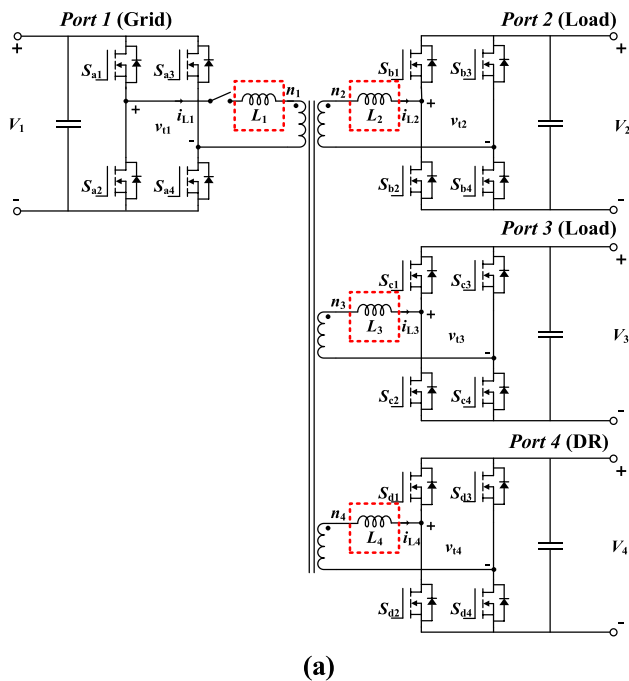 Port 1 (Grid)
+
V1
-
Sa1
Sa3
+
vt1
-
iL1
L1
n1
Sa2
Sa4
Port 2 (Load)
Sb1
Sb3
n2
L2
iL2
+
vt2
-
Sb2
Sb4
+
V2
-
Port 3 (Load)
Sc1
Sc3
n3
L3
iL3
+
vt3
-
Sc2
Sc4
+
V3
-
Port 4 (DR)
Sd1
Sd3
n4
L4
iL4
+
vt4
-
Sd2
Sd4
+
V4
-
(a)